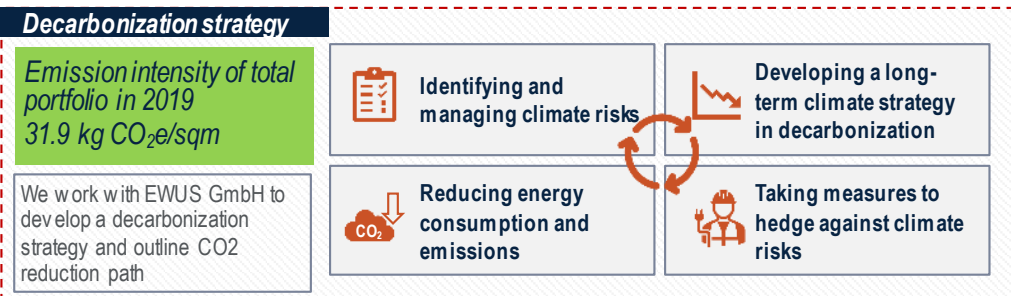 Decarbonization strategy
Emission intensity of total
portfolio in 2019
31.9 kg CO₂e/sqm
We work with EWUS GmbH to
develop a decarbonization
strategy and outline CO2
reduction path
Identifying and
managing climate risks
Developing a long-
term climate strategy
in decarbonization
CO₂
Reducing energy
consumption and
emissions
Taking measures to
hedge against climate
risks